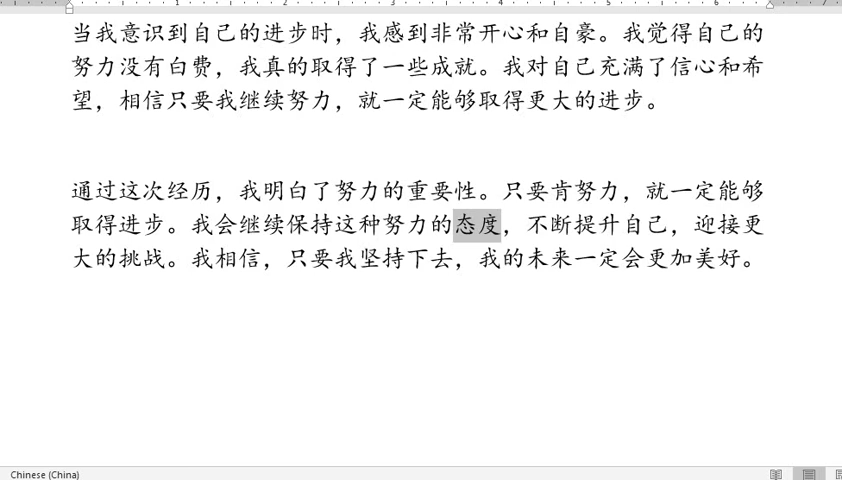 1 2 3 4 5 6 7
当我意识到自己的进步时，我感到非常开心和自豪。我觉得自己的
努力没有白费，我真的取得了一些成就。我对自己充满了信心和希
望，相信只要我继续努力，就一定能够取得更大的进步。
通过这次经历，我明白了努力的重要性。只要肯努力，就一定能够
取得进步。我会继续保持这种努力的态度，不断提升自己，迎接更
大的挑战。我相信，只要我坚持下去，我的未来一定会更加美好。
Chinese (China)